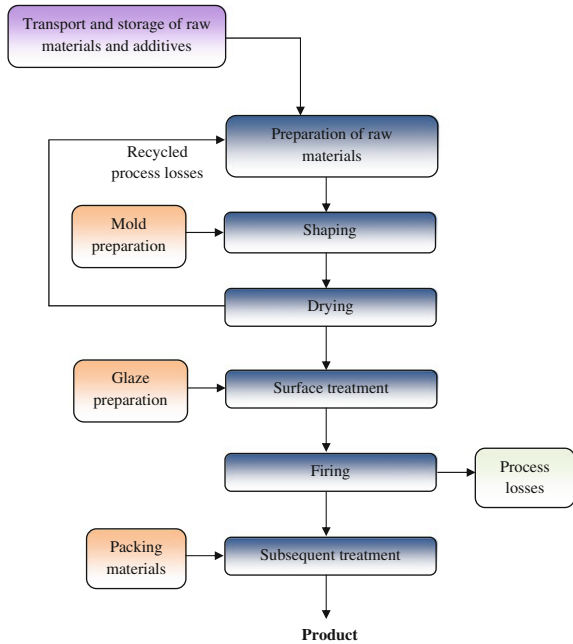 Transport and storage of raw
materials and additives
Preparation of raw
materials
Recycled
process losses
Mold
preparation
Shaping
Drying
Glaze
preparation
Surface treatment
Firing
Process
losses
Packing
materials
Subsequent treatment
Product